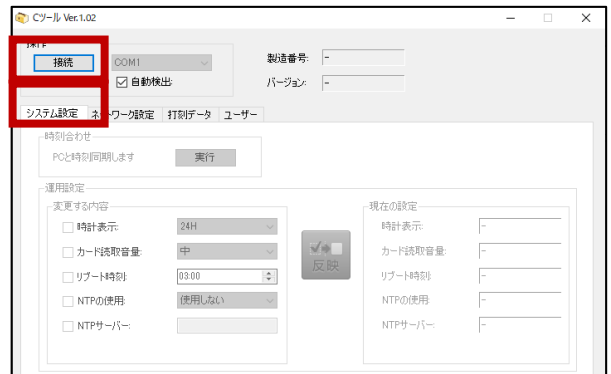 Cツール Ver.1.02
操作
接続 COM1 製造番号: -
自動検出 バージョン: -
システム設定 ネットワーク設定 打刻データ ユーザー
時刻合わせ
PCと時刻同期します 実行
運用設定
変更する内容 現在の設定
時計表示: 24H 時計表示: -
カード読取音量: 中 カード読取音量: -
リブート時刻: 03:00 反映 リブート時刻: -
NTPの使用: 使用しない NTPの使用: -
NTPサーバー: NTPサーバー: -